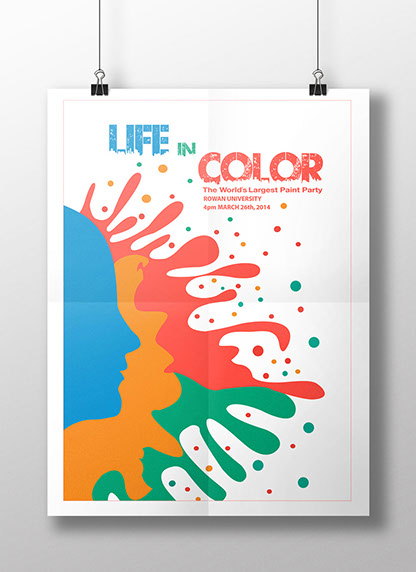 LIFE IN
COLOR
The World's Largest Paint Party
ROWAN UNIVERSITY
4pm MARCH 26th, 2014